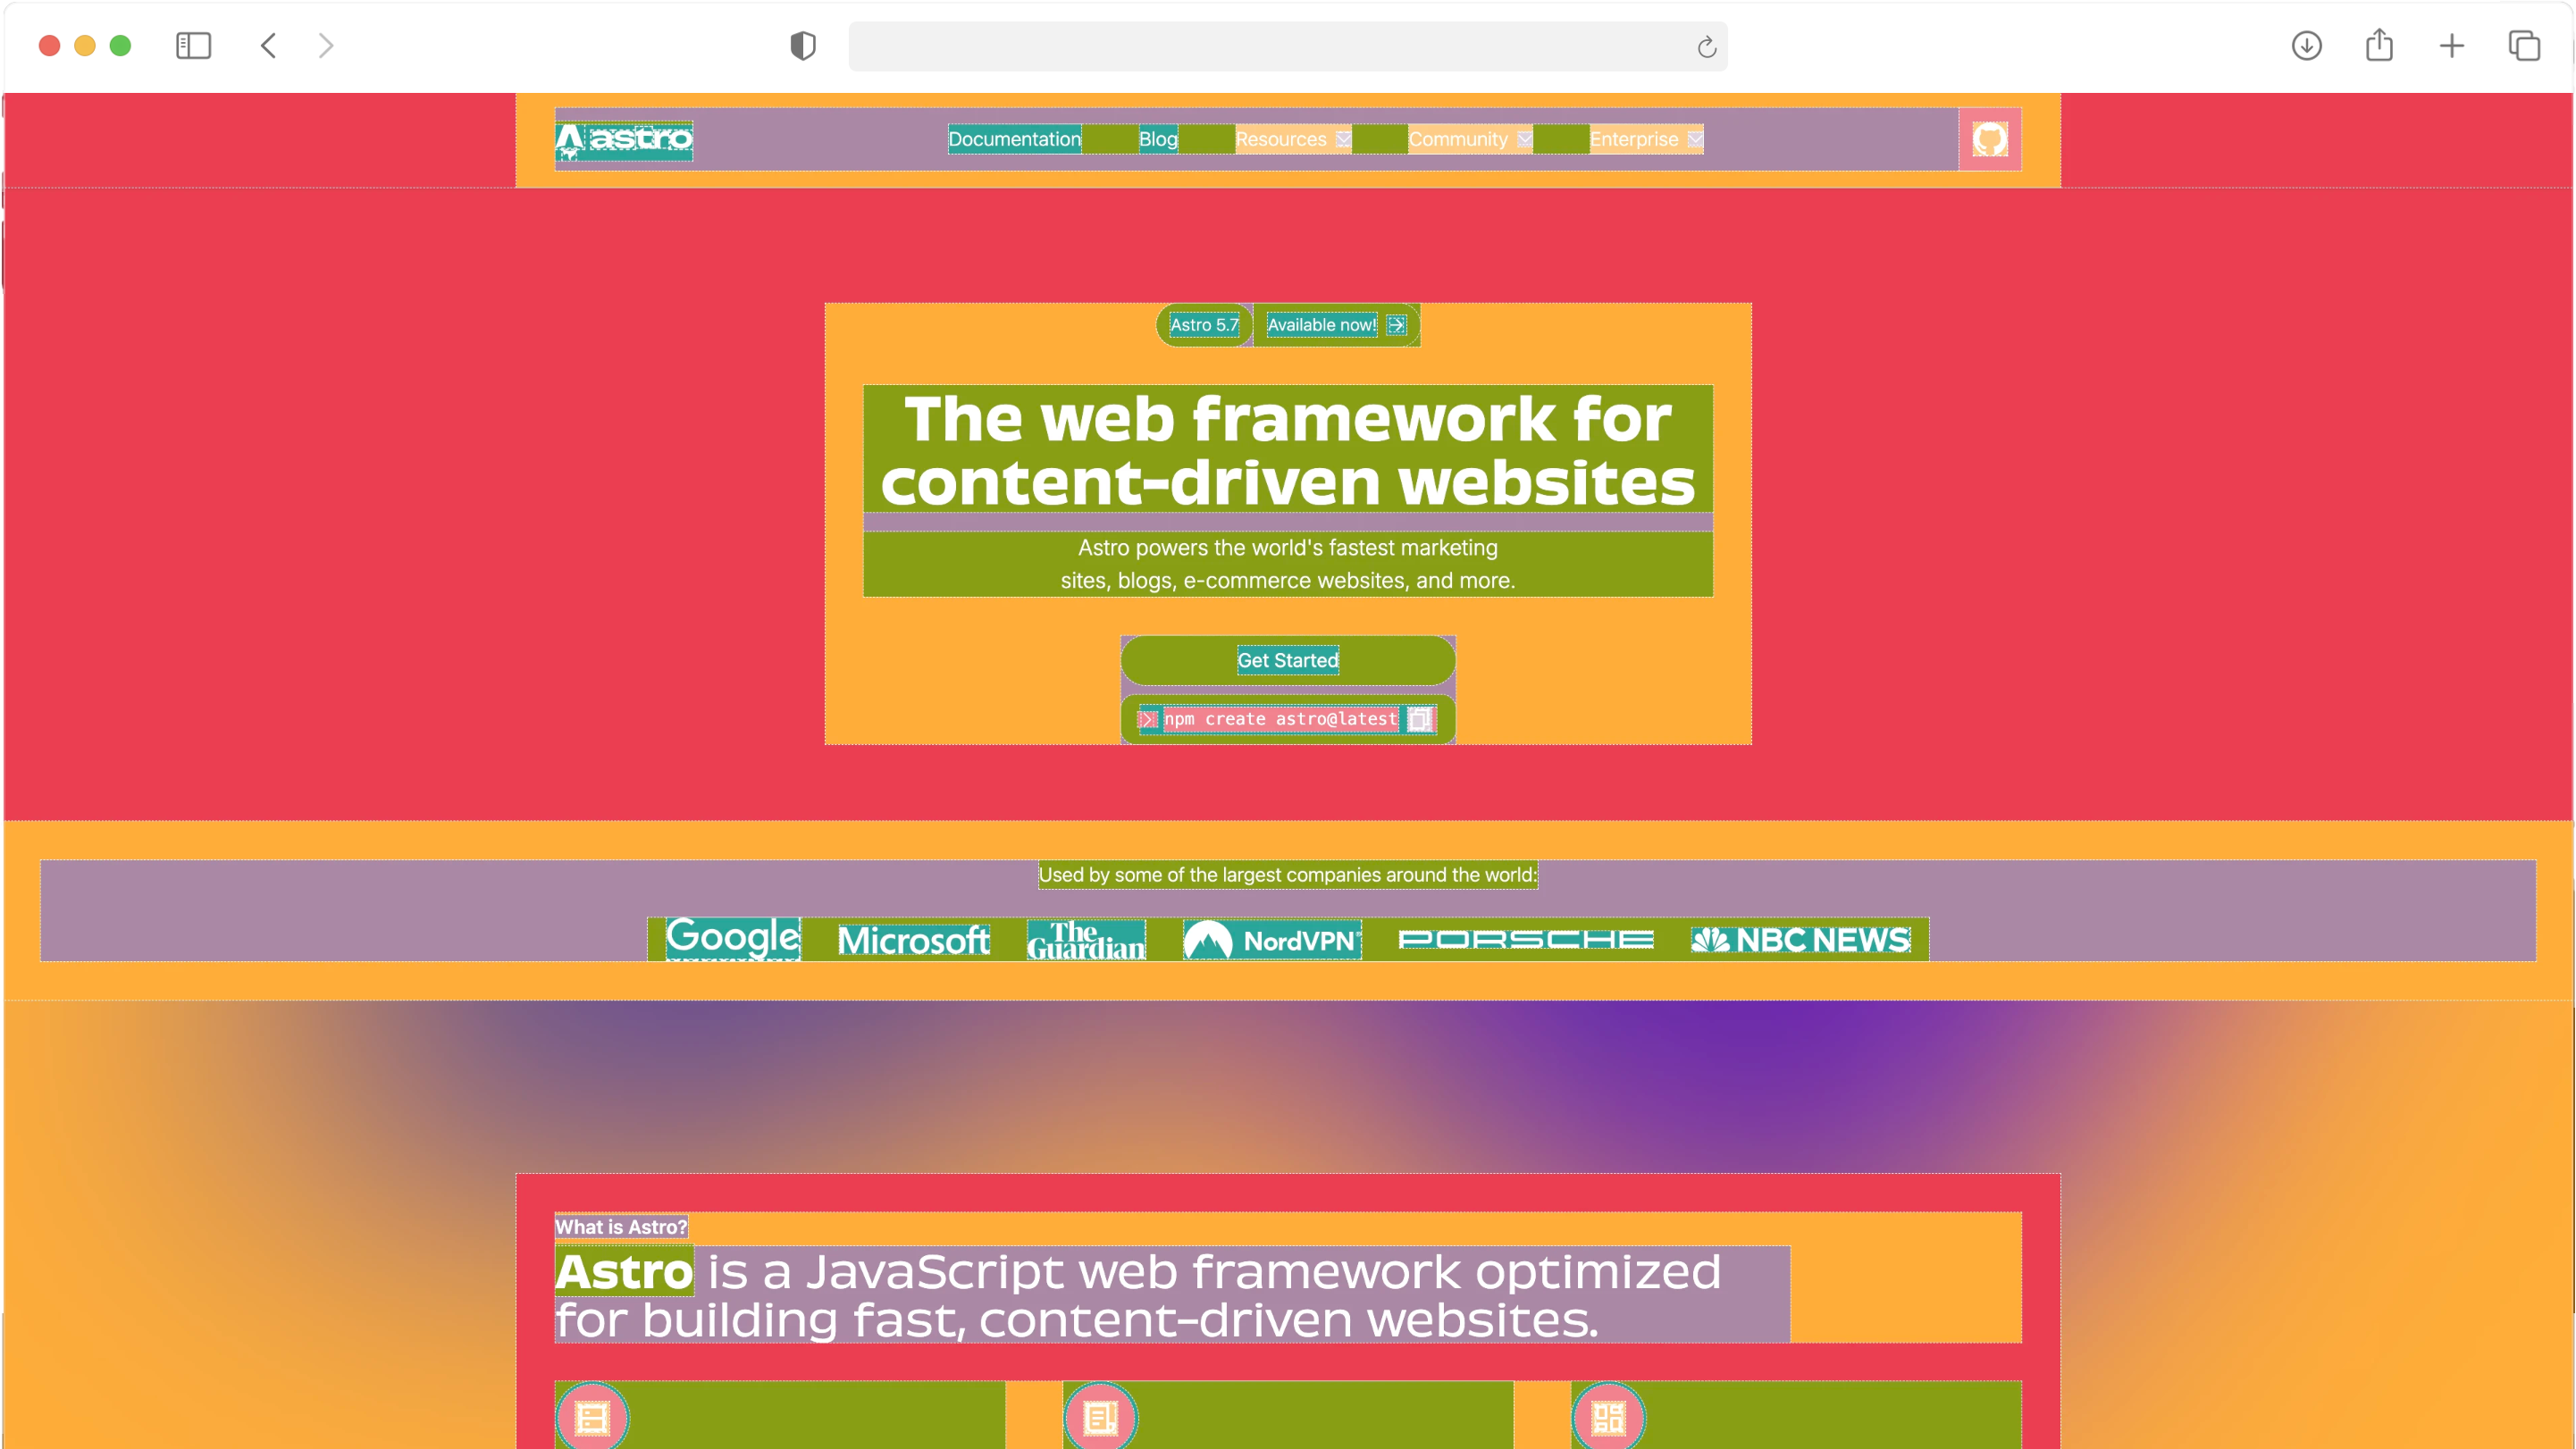 astro
Documentation Blog Resources Community Enterprise
Astro 5.7 Available now!
The web framework for
content-driven websites
Astro powers the world's fastest marketing
sites, blogs, e-commerce websites, and more.
Get Started
npm create astro@latest
Used by some of the largest companies around the world:
Google Microsoft The Guardian NordVPN® PORSCHE NBC NEWS
What is Astro?
Astro is a JavaScript web framework optimized
for building fast, content-driven websites.